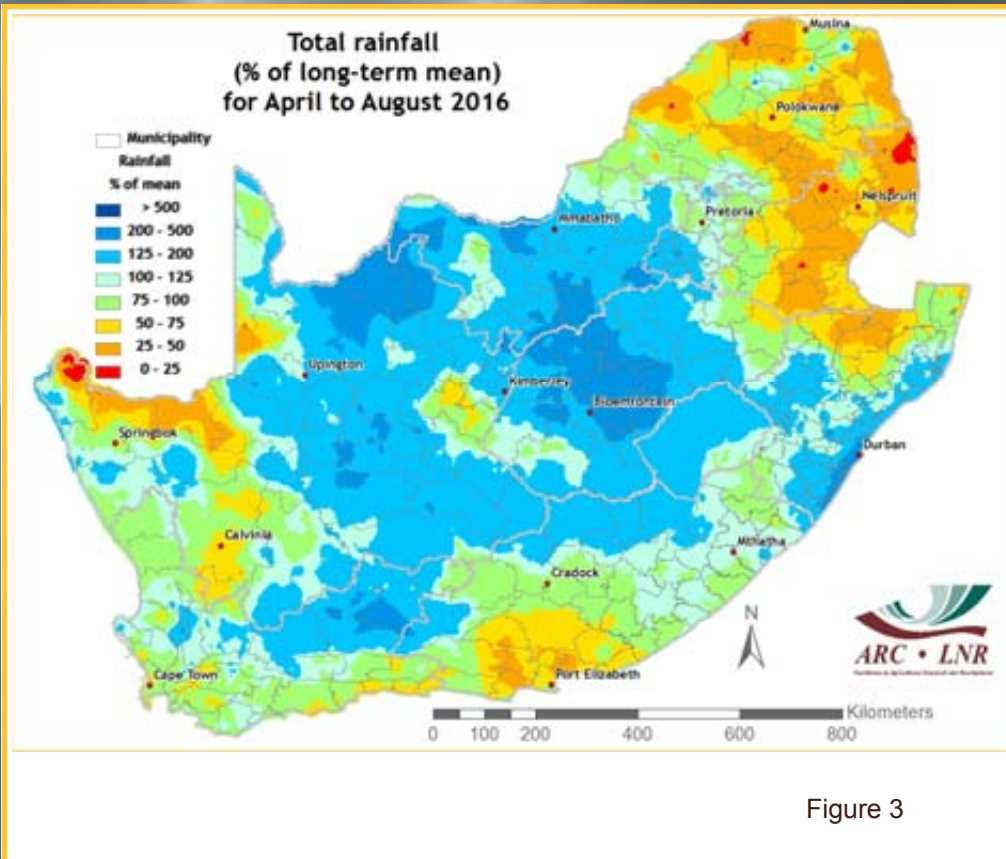 Total rainfall
(% of long-term mean)
for April to August 2016
Municipality
Rainfall
% of mean
> 500
200 - 500
125 - 200
100 - 125
75 - 100
50 - 75
25 - 50
0 - 25
Musina
Polokwane
Nelspruit
Mmabatho
Pretoria
Upington
Kimberley
Bloemfontein
Springbok
Durban
Calvinia
Mthatha
Cradock
N
ARC • LNR
Cape Town
Port Elizabeth
Kilometers
0 100 200 400 600 800
Figure 3